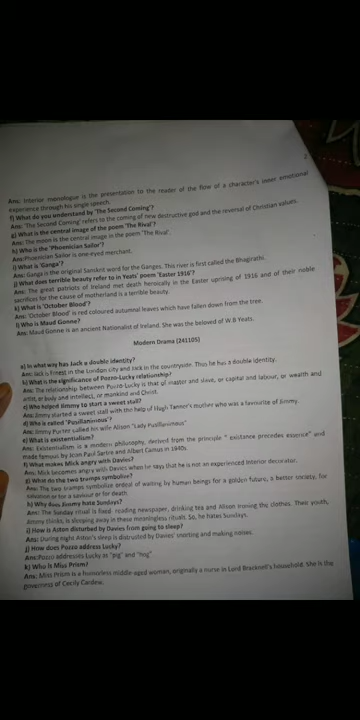 2
Ans: Interior monologue is the presentation to the reader of the flow of a character's inner emotional
experience through his single speech.
f) What do you understand by 'The Second Coming'?
Ans: 'The Second Coming' refers to the coming of new destructive god and the reversal of Christian values.
g) What is the central image of the poem 'The Rival'?
Ans: The moon is the central image in the poem 'The Rival'.
h) Who is the 'Phoenician Sailor'?
Ans:Phoenician Sailor is one-eyed merchant.
i) What is 'Ganga'?
Ans: Ganga is the original Sanskrit word for the Ganges. This river is first called the Bhagirathi.
j) What does terrible beauty refer to in Yeats' poem 'Easter 1916'?
Ans: The great patriots of Ireland met death heroically in the Easter uprising of 1916 and of their noble
sacrifices for the cause of motherland is a terrible beauty.
k) What is 'October Blood'?
Ans: 'October Blood' is red coloured autumnal leaves which have fallen down from the tree.
l) Who is Maud Gonne?
Ans: Maud Gonne is an ancient Nationalist of Ireland. She was the beloved of W.B Yeats.
Modern Drama (241105)
a) In what way has Jack a double identity?
Ans: Jack is Ernest in the London city and Jack in the countryside. Thus he has a double identity.
b) What is the significance of Pozzo-Lucky relationship?
Ans: The relationship between Pozzo-Lucky is that of master and slave, or capital and labour, or wealth and
artist, or body and intellect, or mankind and Christ.
c) Who helped Jimmy to start a sweet stall?
Ans: Jimmy started a sweet stall with the help of Hugh Tanner's mother who was a favourite of Jimmy.
d) Who is called "Pusillanimous"?
Ans: Jimmy Porter called his wife Alison "Lady Pusillanimous"
e) What is existentialism?
Ans: Existentialism is a modern philosophy, derived from the principle " existance precedes essence" and
made famous by Jean Paul Sartre and Albert Camus in 1940s.
f) What makes Mick angry with Davies?
Ans: Mick becomes angry with Davies when he says that he is not an experienced interior decorator.
g) What do the two tramps symbolize?
Ans: The two tramps symbolize ordeal of waiting by human beings for a golden future, a better society, for
salvation or for a saviour or for death.
h) Why does Jimmy hate Sundays?
Ans: The Sunday ritual is fixed: reading newspaper, drinking tea and Alison ironing the clothes. Their youth,
Jimmy thinks, is sleeping away in these meaningless rituals. So, he hates Sundays.
i) How is Aston disturbed by Davies from going to sleep?
Ans: During night Aston's sleep is distrubted by Davies' snorting and making noises.
j) How does Pozzo address Lucky?
Ans:Pozzo addresses Lucky as "pig" and "hog"
k) Who is Miss Prism?
Ans: Miss Prism is a homeless middle-aged woman, originally a nurse in Lord Bracknell's household. She is the
governess of Cecily Cardew.